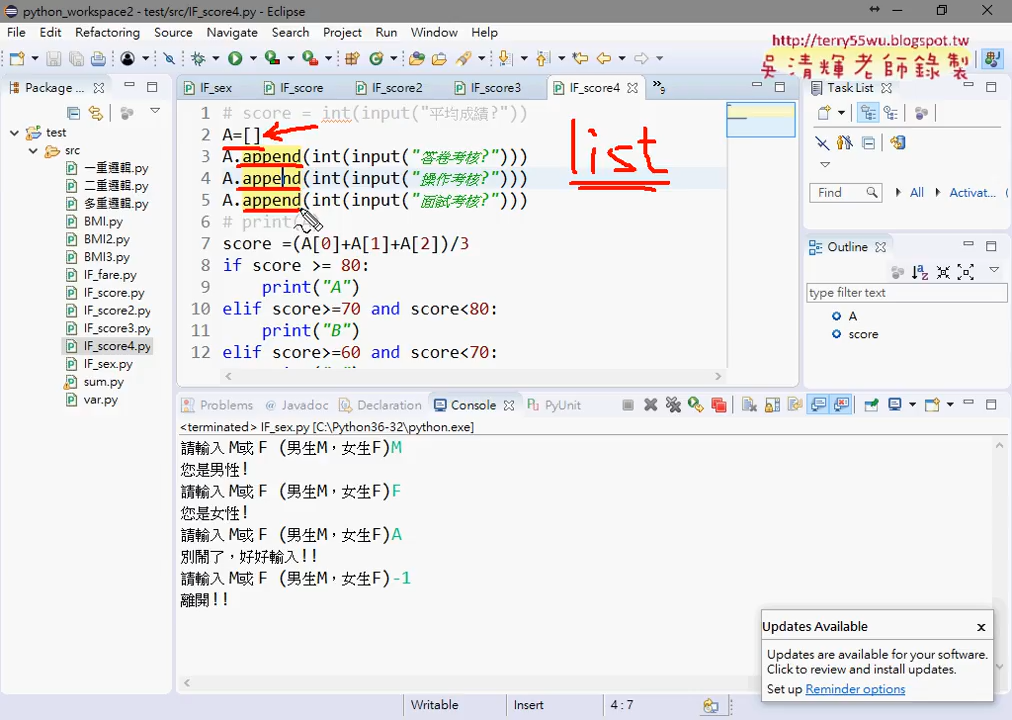 python_workspace2 - test/src/IF_score4.py - Eclipse
File Edit Refactoring Source Navigate Search Project Run Window Help
http://terry55wu.blogspot.tw
吳清輝老師錄製
Package ...
IF_sex IF_score IF_score2 IF_score3 IF_score4
Task List
test
src
一重邏輯.py
二重邏輯.py
多重邏輯.py
BMI.py
BMI2.py
BMI3.py
IF_fare.py
IF_score.py
IF_score2.py
IF_score3.py
IF_score4.py
IF_sex.py
sum.py
var.py
1 # score = int(input("平均成績?"))
2 A=[]
3 A.append(int(input("答卷考核?")))
4 A.append(int(input("操作考核?")))
5 A.append(int(input("面試考核?")))
6 # print(
7 score =(A[0]+A[1]+A[2])/3
8 if score >= 80:
9 print("A")
10 elif score>=70 and score<80:
11 print("B")
12 elif score>=60 and score<70:
list
Find All Activat...
Outline
type filter text
A
score
Problems Javadoc Declaration Console PyUnit
<terminated> IF_sex.py [C:\Python36-32\python.exe]
請輸入 M或 F (男生M，女生F)M
您是男性!
請輸入 M或 F (男生M，女生F)F
您是女性!
請輸入 M或 F (男生M，女生F)A
別鬧了，好好輸入!!
請輸入 M或 F (男生M，女生F)-1
離開!!
Updates Available
Updates are available for your software.
Click to review and install updates.
Set up Reminder options
Writable Insert 4 : 7